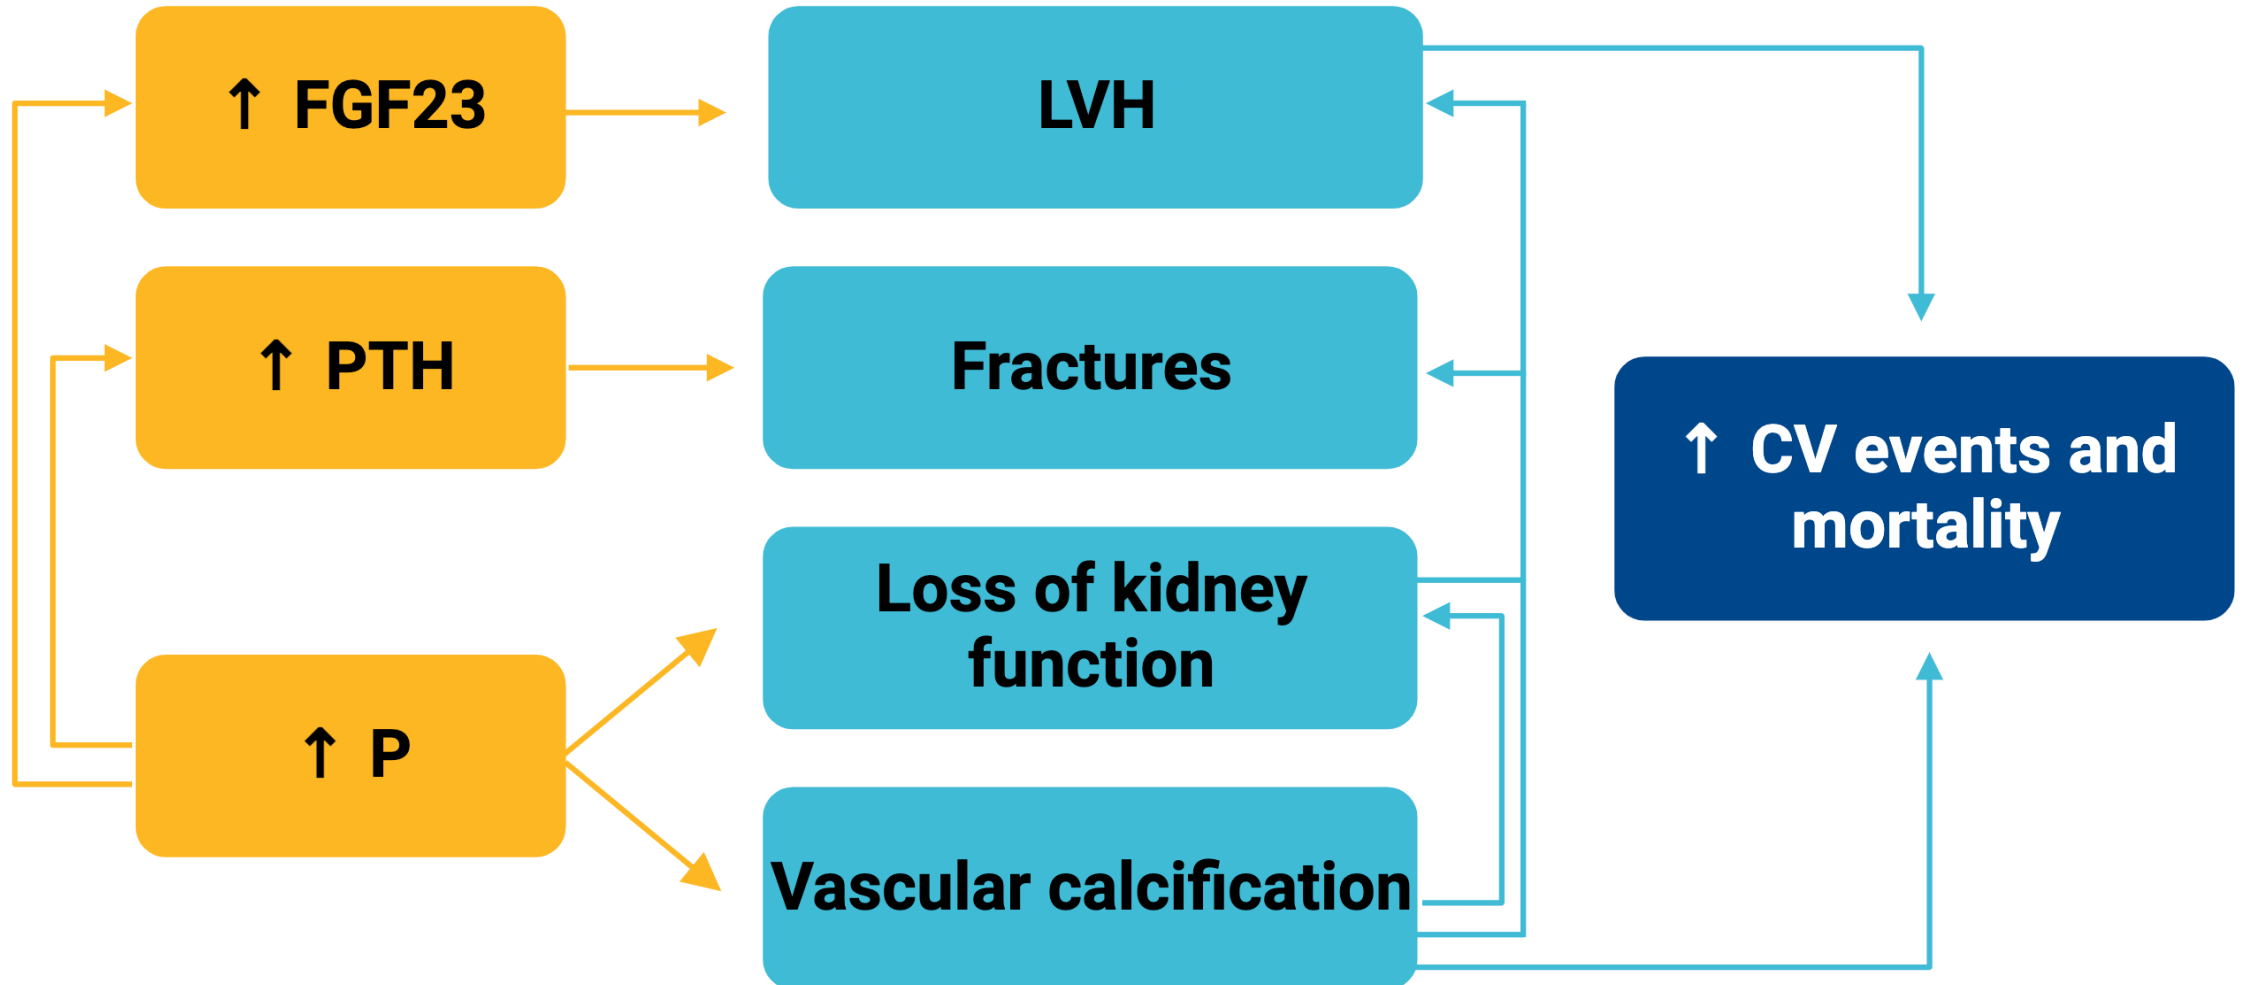 ↑ FGF23
LVH
↑ PTH
Fractures
↑ CV events and
mortality
Loss of kidney
function
↑ P
Vascular calcification